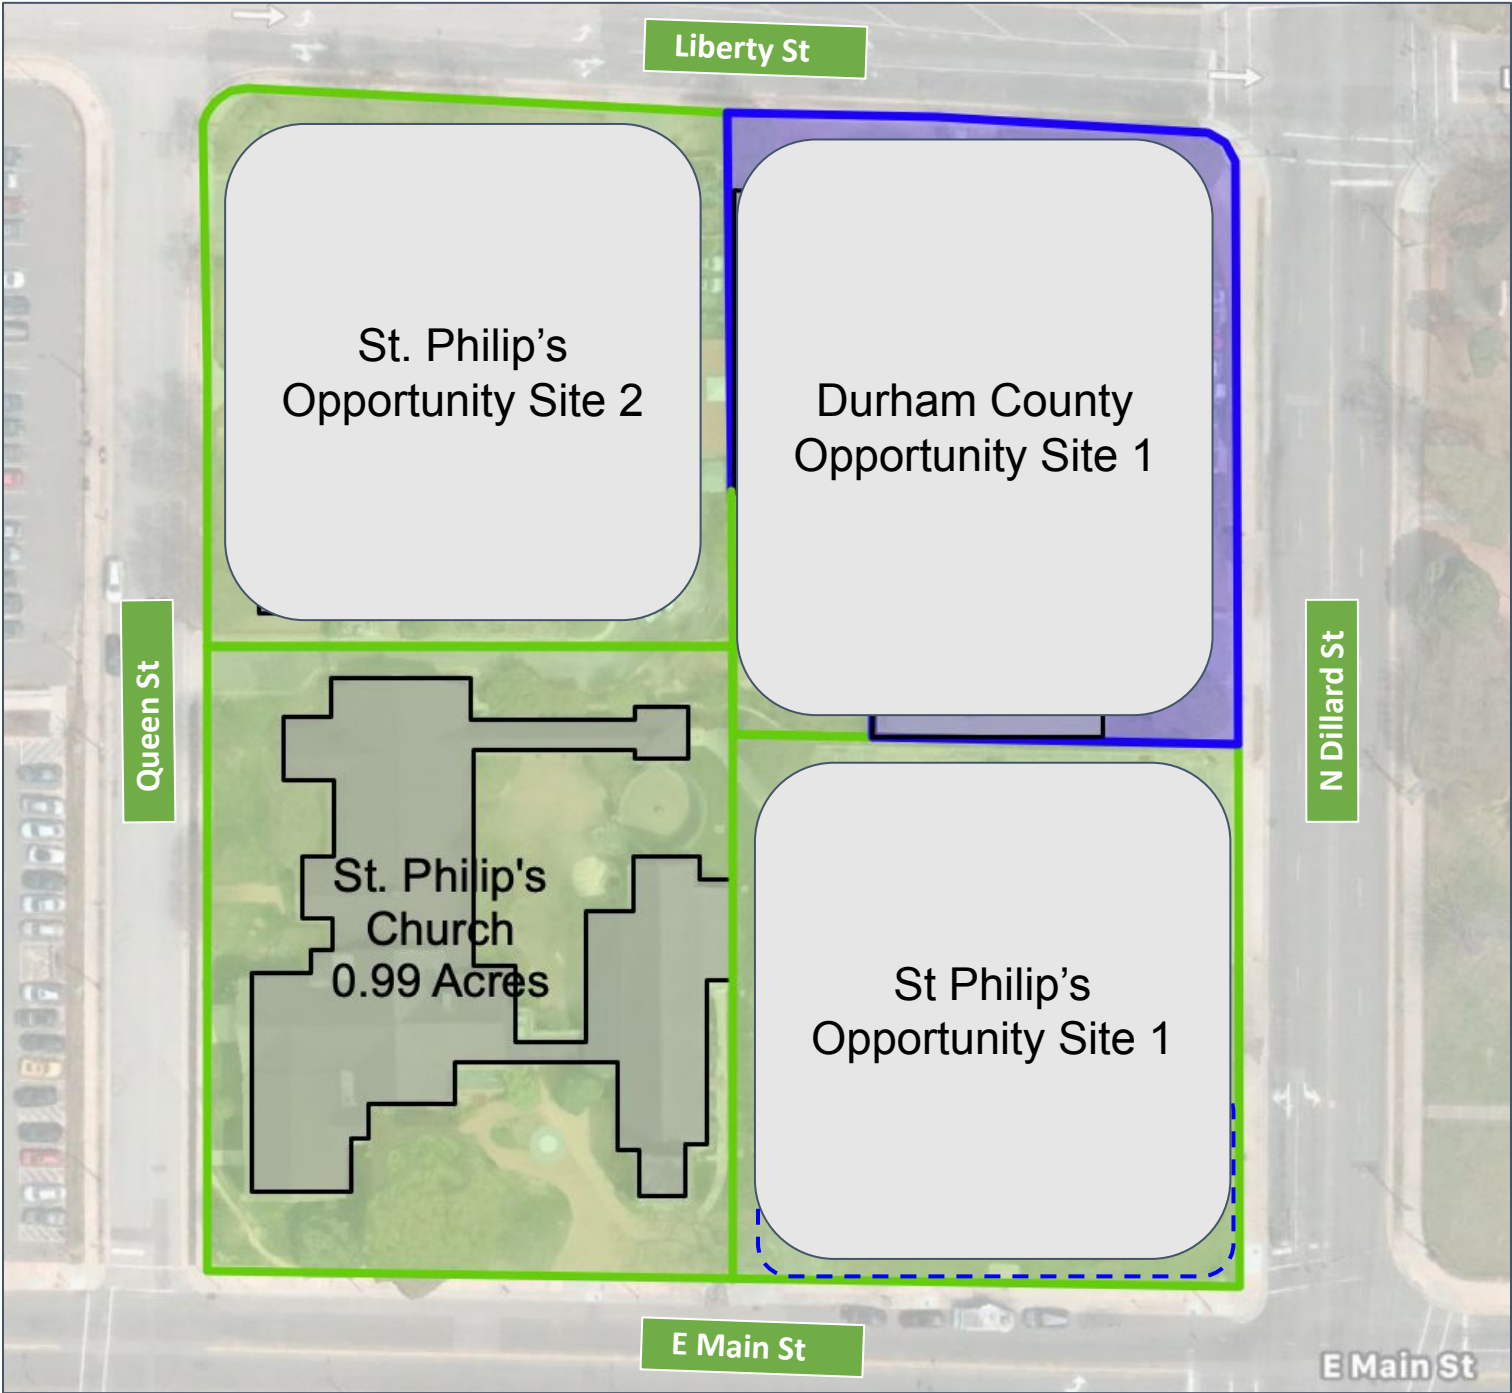 Liberty St
St. Philip’s
Opportunity Site 2
Durham County
Opportunity Site 1
Queen St
N Dillard St
St. Philip's
Church
0.99 Acres
St Philip’s
Opportunity Site 1
E Main St
E Main St